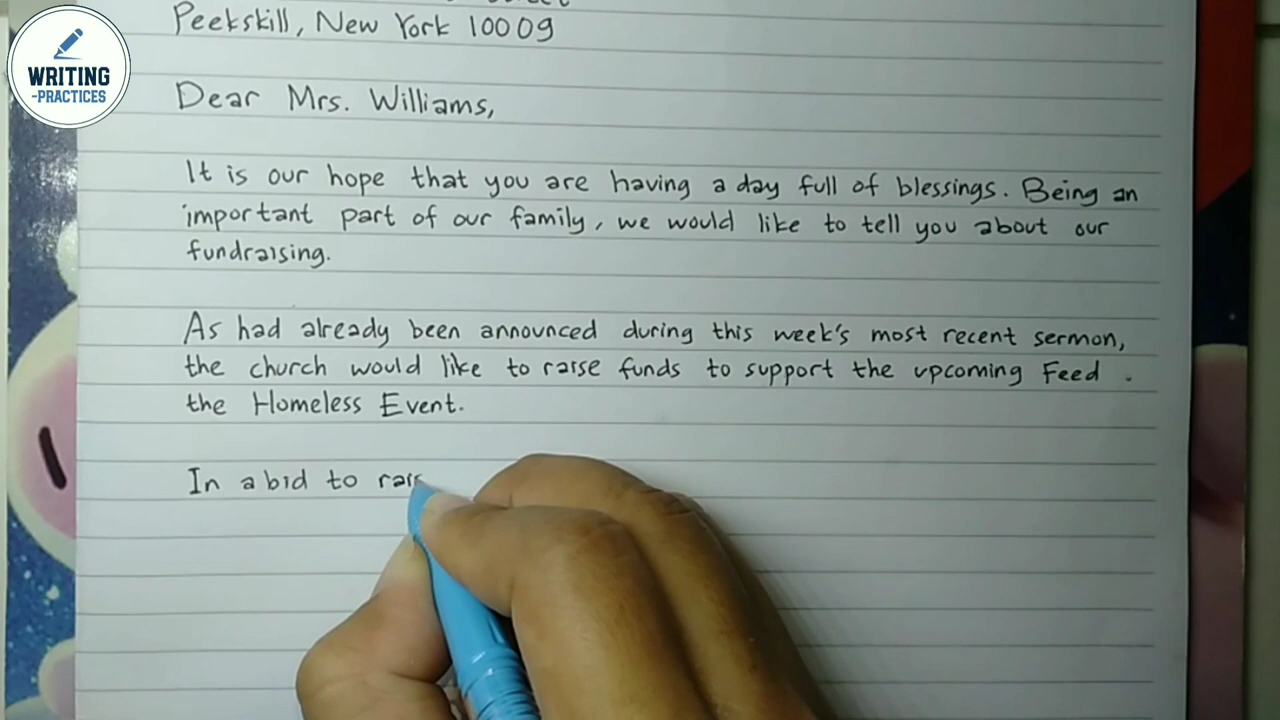 Peekskill, New York 10009
WRITING
-PRACTICES
Dear Mrs. Williams,
It is our hope that you are having a day full of blessings. Being an
important part of our family, we would like to tell you about our
fundraising.
As had already been announced during this week's most recent sermon,
the church would like to raise funds to support the upcoming Feed
the Homeless Event.
In a bid to rais